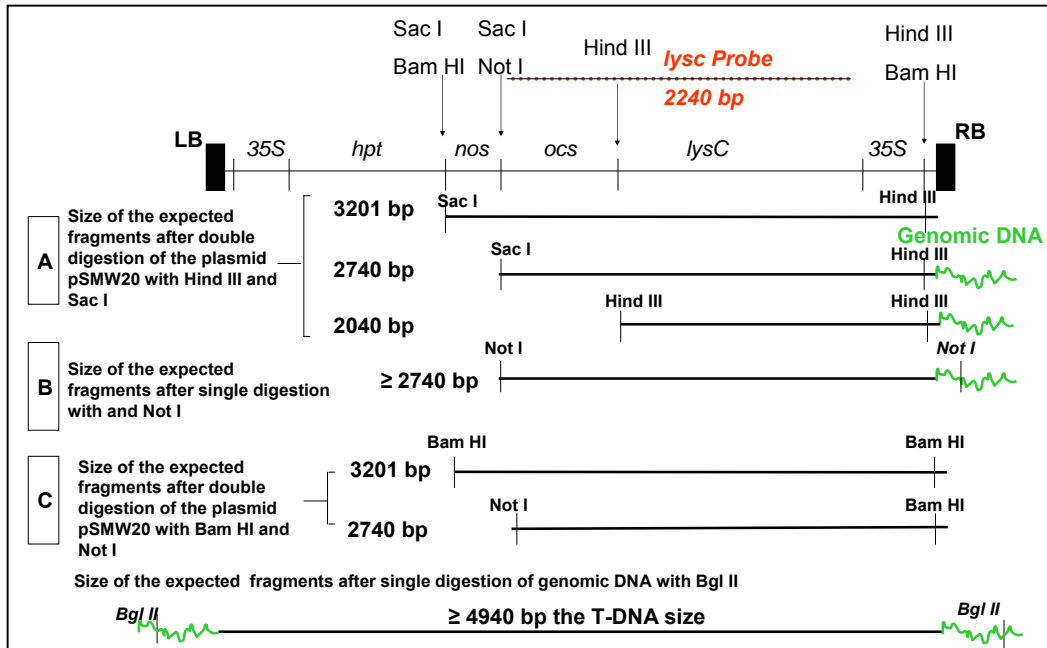 Sac I
Sac I
Hind III
Hind III
Bam HI
Not I
lysc Probe
2240 bp
Bam HI
LB
RB
35S
hpt
nos
ocs
lysC
35S
A
Size of the expected
fragments after double
digestion of the plasmid
pSMW20 with Hind III and
Sac I
3201 bp
Sac I
Hind III
Genomic DNA
2740 bp
Sac I
Hind III
2040 bp
Hind III
Hind III
B
Size of the expected
fragments after single digestion
with and Not I
≥ 2740 bp
Not I
Not I
C
Size of the expected
fragments after double
digestion of the plasmid
pSMW20 with Bam HI and
Not I
3201 bp
Bam HI
Bam HI
2740 bp
Not I
Bam HI
Size of the expected fragments after single digestion of genomic DNA with Bgl II
Bgl II
≥ 4940 bp the T-DNA size
Bgl II